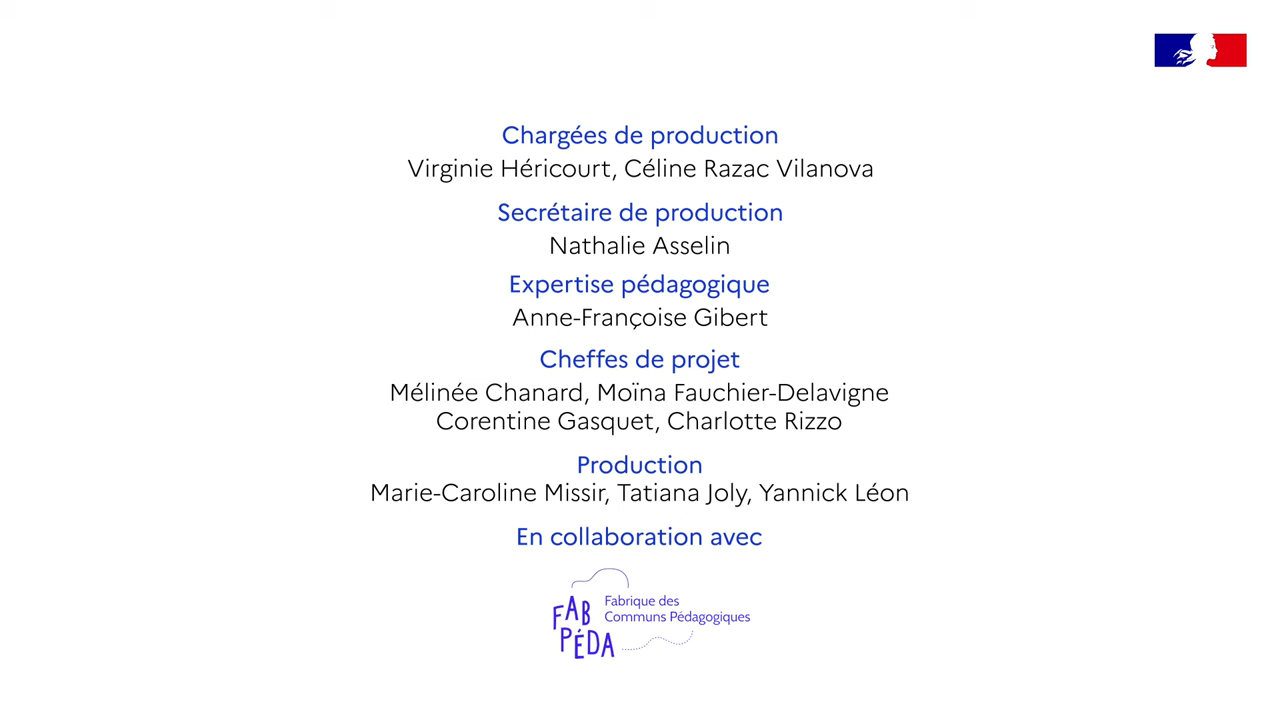 Chargées de production
Virginie Héricourt, Céline Razac Vilanova
Secrétaire de production
Nathalie Asselin
Expertise pédagogique
Anne-Françoise Gibert
Cheffes de projet
Mélinée Chanard, Moïna Fauchier-Delavigne
Corentine Gasquet, Charlotte Rizzo
Production
Marie-Caroline Missir, Tatiana Joly, Yannick Léon
En collaboration avec
FAB
PÉDA
Fabrique des
Communs Pédagogiques